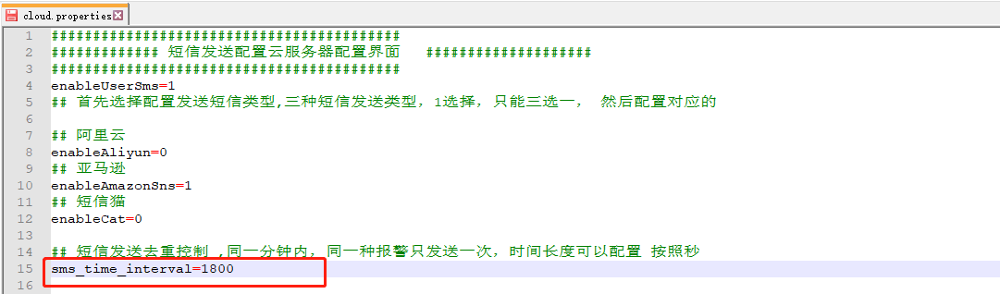 cloud.properties
1 ##########################################
2 ############# 短信发送配置云服务器配置界面 ####################
3 ##########################################
4 enableUserSms=1
5 ## 首先选择配置发送短信类型,三种短信发送类型，1选择，只能三选一， 然后配置对应的
6
7 ## 阿里云
8 enableAliyun=0
9 ## 亚马逊
10 enableAmazonSns=1
11 ## 短信猫
12 enableCat=0
13
14 ## 短信发送去重控制 ,同一分钟内，同一种报警只发送一次，时间长度可以配置 按照秒
15 sms_time_interval=1800
16